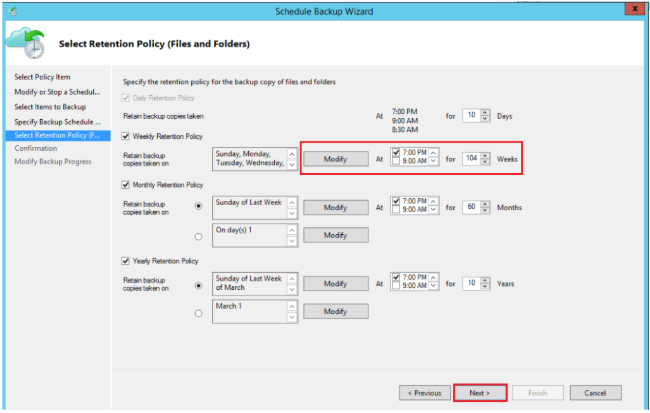 Schedule Backup Wizard
x
Select Retention Policy (Files and Folders)
Select Policy Item
Modify or Stop a Schedul...
Select Items to Backup
Specify Backup Schedule ...
Select Retention Policy (F...
Confirmation
Modify Backup Progress
Specify the retention policy for the backup copy of files and folders
Daily Retention Policy
Retain backup copies taken At 7:00 PM for 10 Days
9:00 AM
8:30 AM
Weekly Retention Policy
Retain backup copies taken on
Sunday, Monday,
Tuesday, Wednesday,
Modify At 7:00 PM for 104 Weeks
9:00 AM
Monthly Retention Policy
Retain backup copies taken on
Sunday of Last Week
Modify At 7:00 PM for 60 Months
9:00 AM
On day(s) 1
Modify
Yearly Retention Policy
Retain backup copies taken on
Sunday of Last Week
of March
Modify At 7:00 PM for 10 Years
9:00 AM
March 1
Modify
< Previous Next > Finish Cancel